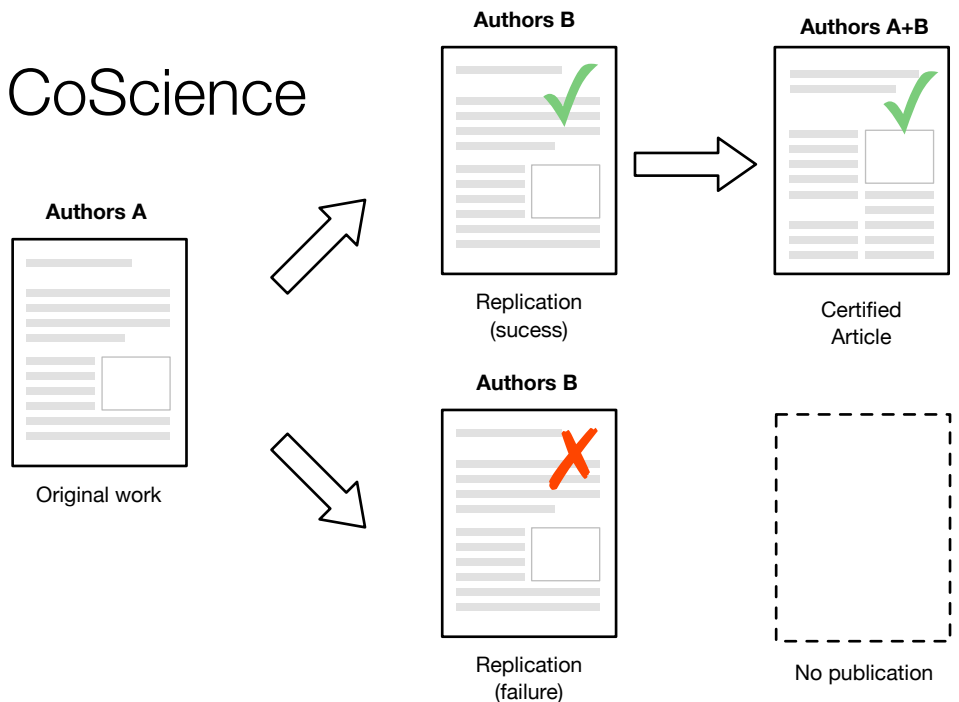 CoScience
Authors A
Original work
Authors B
Replication
(sucess)
Authors A+B
Certified
Article
Authors B
Replication
(failure)
No publication